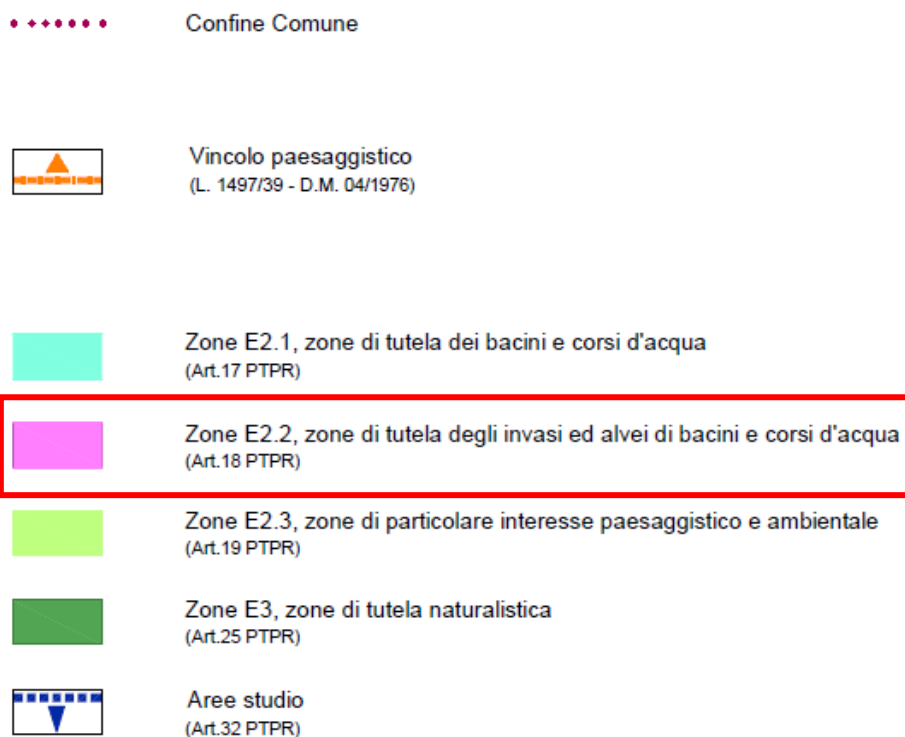 Confine Comune
Vincolo paesaggistico
(L. 1497/39 - D.M. 04/1976)
Zone E2.1, zone di tutela dei bacini e corsi d'acqua
(Art.17 PTPR)
Zone E2.2, zone di tutela degli invasi ed alvei di bacini e corsi d'acqua
(Art.18 PTPR)
Zone E2.3, zone di particolare interesse paesaggistico e ambientale
(Art.19 PTPR)
Zone E3, zone di tutela naturalistica
(Art.25 PTPR)
Aree studio
(Art.32 PTPR)